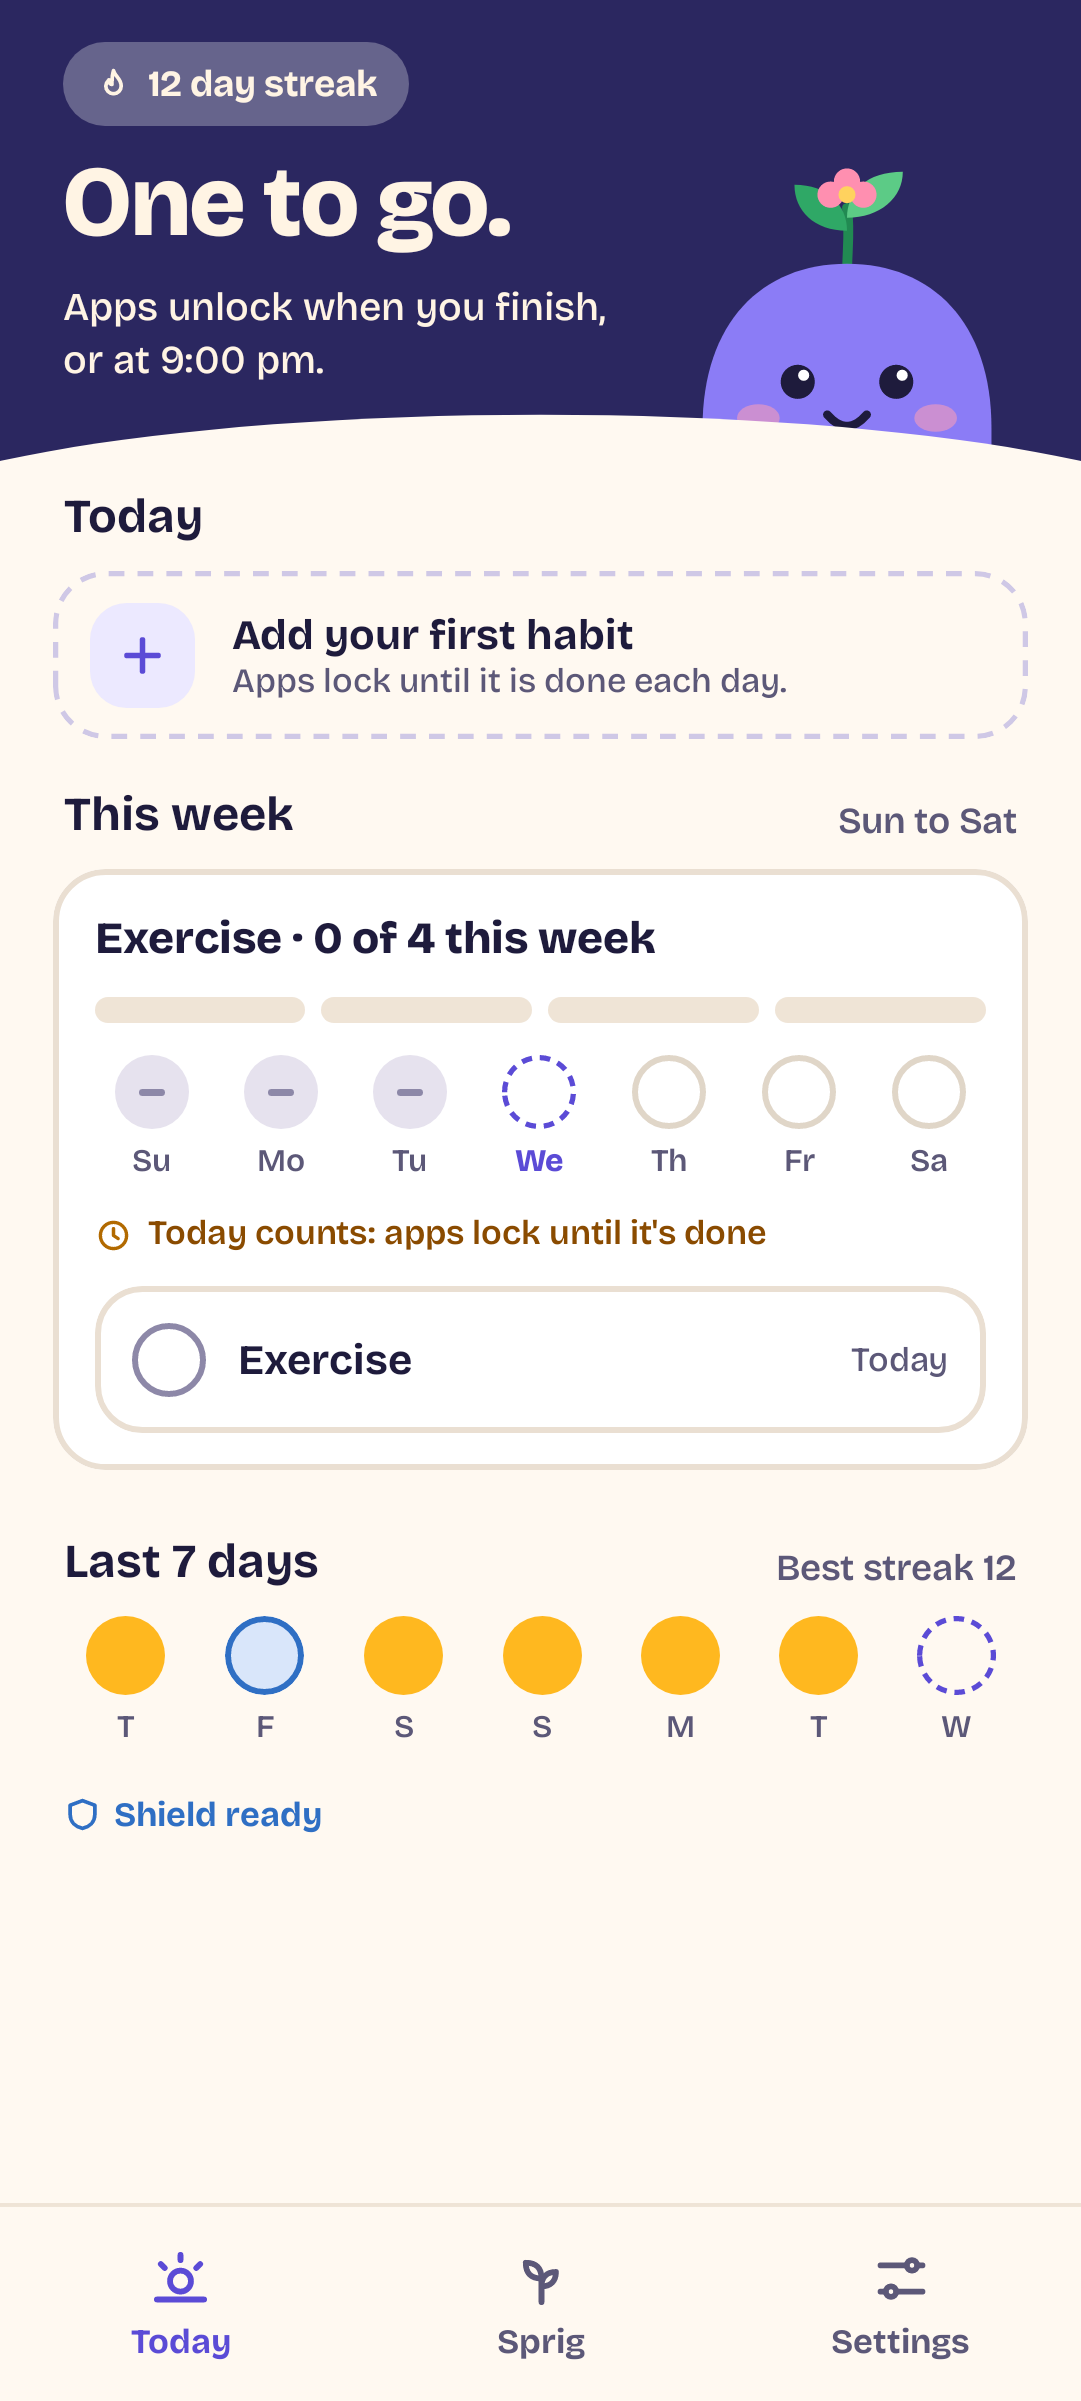 12 day streak
One to go.
Apps unlock when you finish,
or at 9:00 pm.
Today
Add your first habit
Apps lock until it is done each day.
This week
Sun to Sat
Exercise · 0 of 4 this week
Su Mo Tu We Th Fr Sa
Today counts: apps lock until it's done
Exercise
Today
Last 7 days
Best streak 12
T F S S M T W
Shield ready
Today
Sprig
Settings